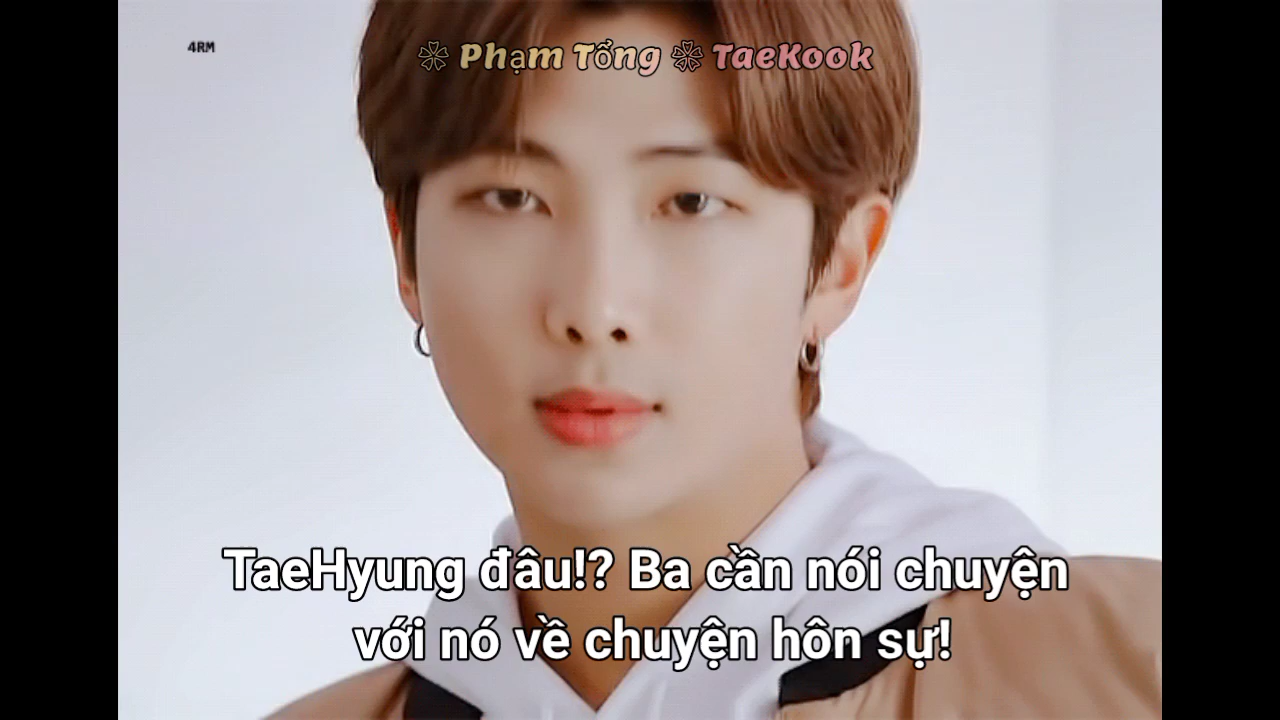 4RM
Phạm Tổng TaeKook
TaeHyung đâu!? Ba cần nói chuyện
với nó về chuyện hôn sự!